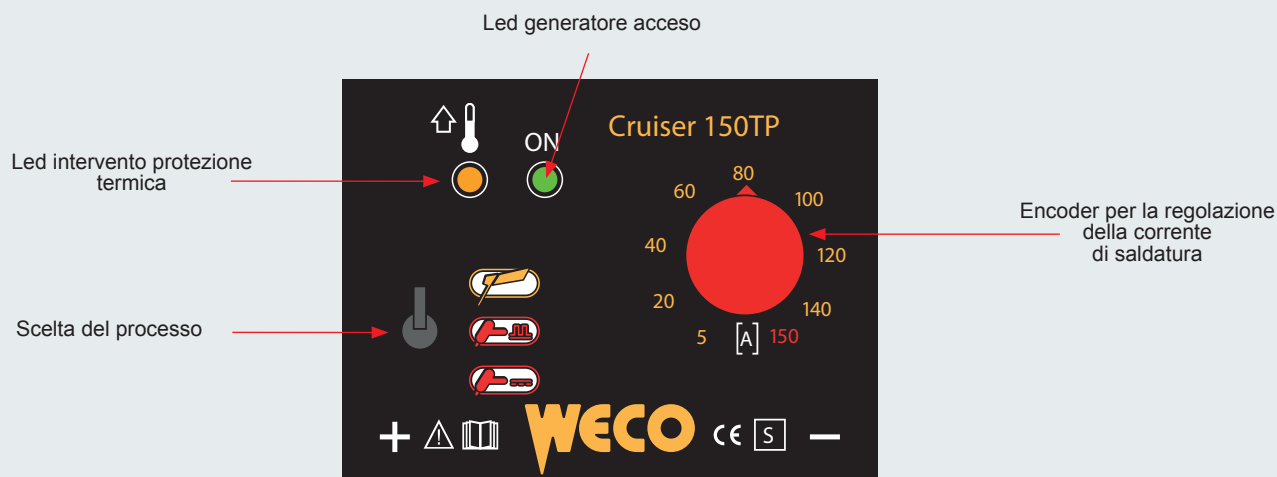 Led generatore acceso
Led intervento protezione
termica
ON
Cruiser 150TP
Encoder per la regolazione
della corrente
di saldatura
Scelta del processo
80
60
100
40
120
20
140
5 [A] 150
+ WECO CE S −